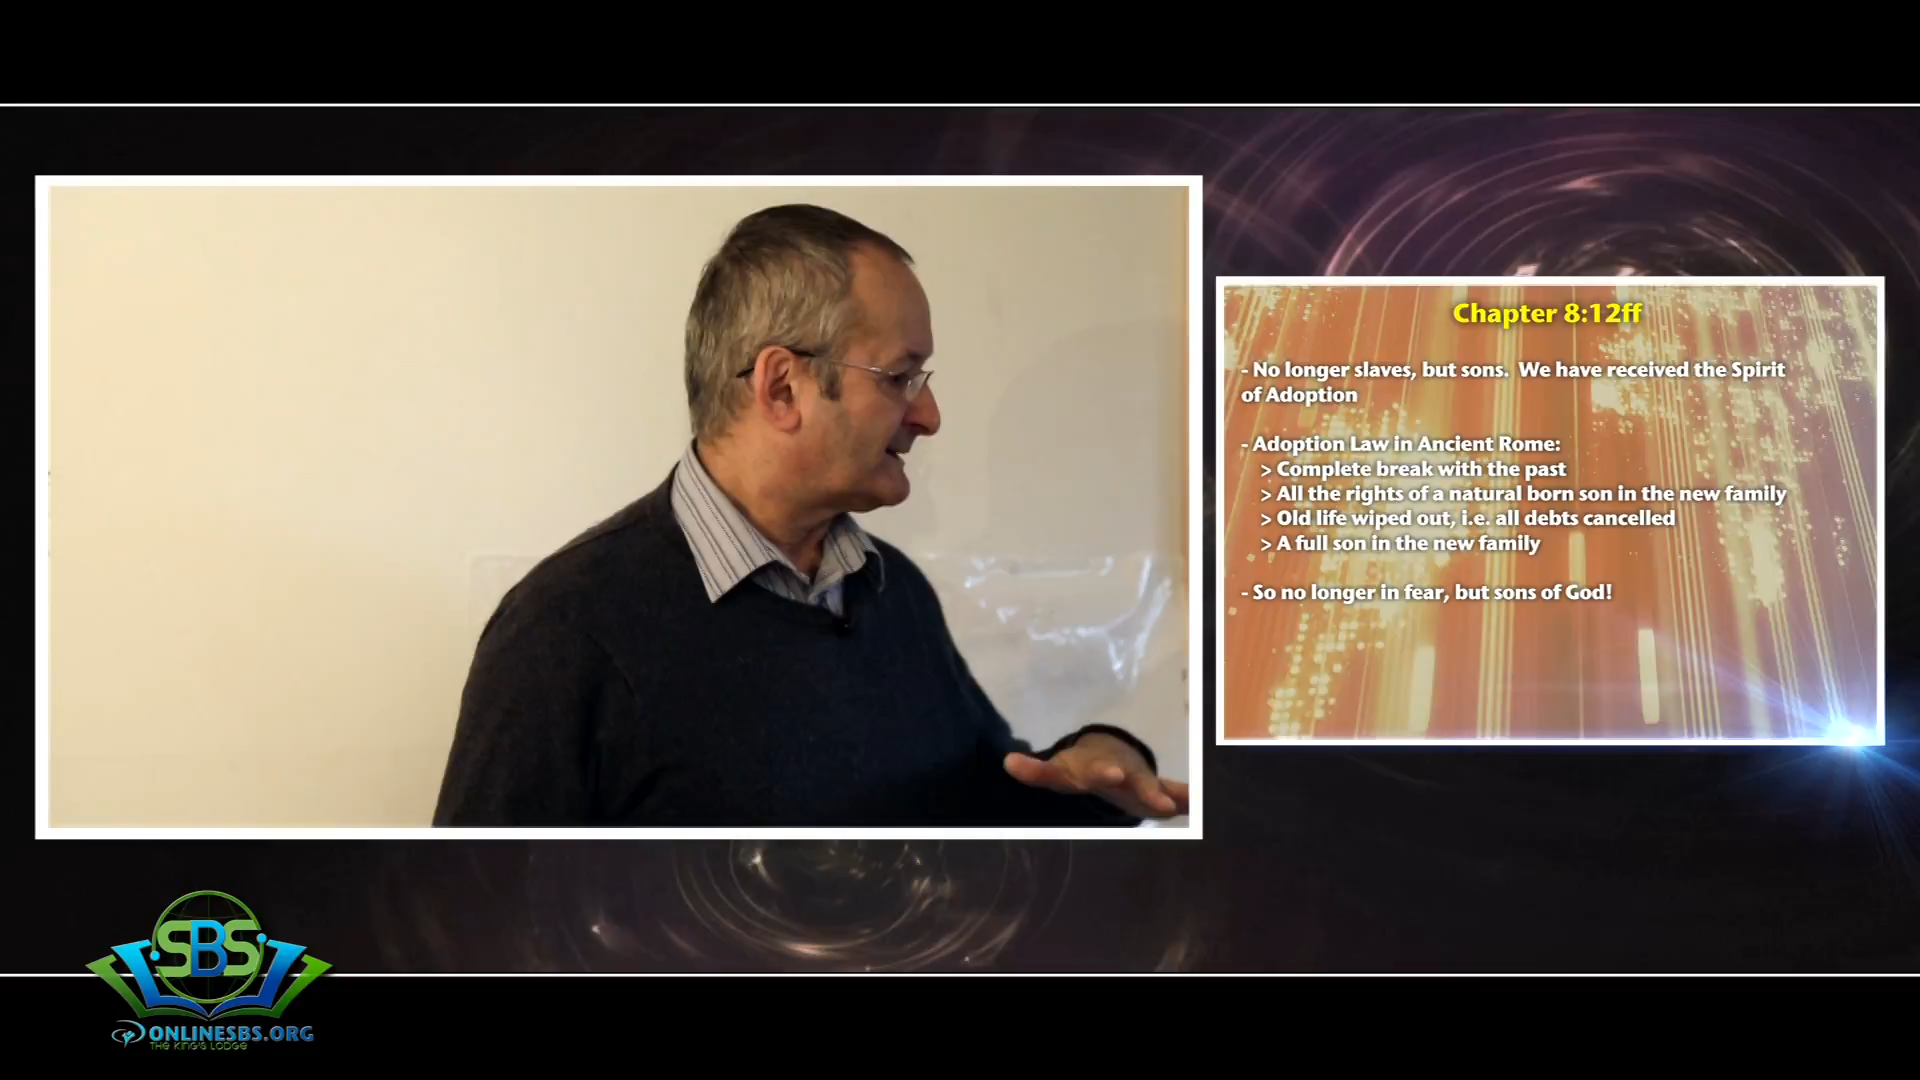 Chapter 8:12ff
- No longer slaves, but sons. We have received the Spirit
of Adoption
- Adoption Law in Ancient Rome:
> Complete break with the past
> All the rights of a natural born son in the new family
> Old life wiped out, i.e. all debts cancelled
> A full son in the new family
- So no longer in fear, but sons of God!
SBS
ONLINESBS.ORG
THE KING'S LODGE